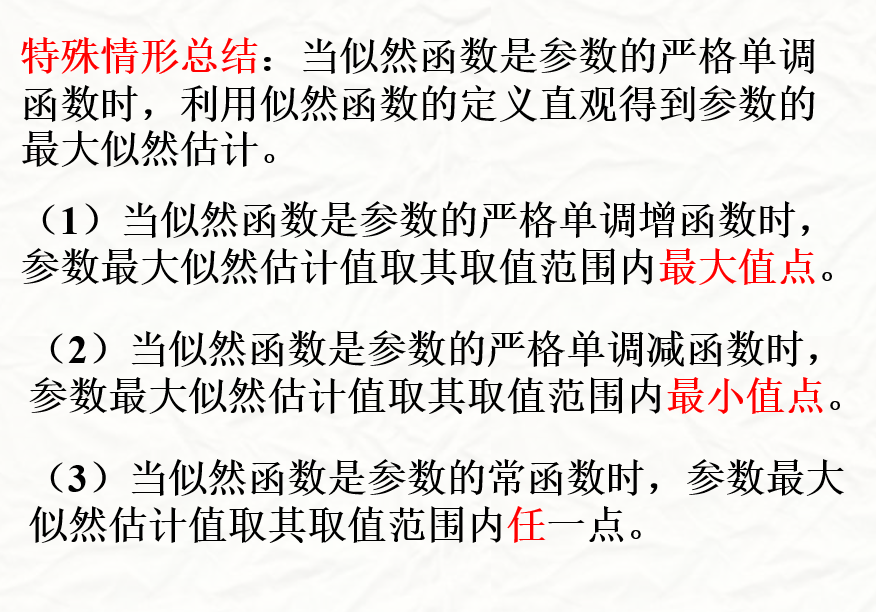 特殊情形总结：当似然函数是参数的严格单调
函数时，利用似然函数的定义直观得到参数的
最大似然估计。
（1）当似然函数是参数的严格单调增函数时，
参数最大似然估计值取其取值范围内最大值点。
（2）当似然函数是参数的严格单调减函数时，
参数最大似然估计值取其取值范围内最小值点。
（3）当似然函数是参数的常函数时，参数最大
似然估计值取其取值范围内任一点。